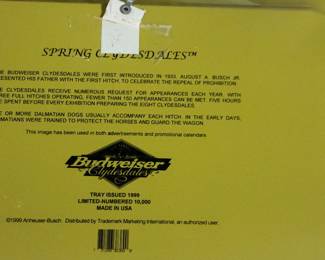 SPRING CLYDESDALES™
HE BUDWEISER CLYDESDALES WERE FIRST INTRODUCED IN 1933. AUGUST A. BUSCH JR.
RESENTED HIS FATHER WITH THE FIRST HITCH, TO CELEBRATE THE REPEAL OF PROHIBITION.
HE CLYDESDALES RECEIVE NUMEROUS REQUEST FOR APPEARANCES EACH YEAR. WITH
REE FULL HITCHES OPERATING, FEWER THAN 150 APPEARANCES CAN BE MET. FIVE HOURS
E SPENT BEFORE EVERY EXHIBITION PREPARING THE EIGHT CLYDESDALES.
E OR MORE DALMATIAN DOGS USUALLY ACCOMPANY EACH HITCH. IN THE EARLY DAYS,
LMATIANS WERE TRAINED TO PROTECT THE HORSES AND GUARD THE WAGON.
This image has been used in both advertisements and promotional calendars.
Budweiser
Clydesdales
TRAY ISSUED 1999
LIMITED-NUMBERED 10,000
MADE IN USA
©1999 Anheuser-Busch. Distributed by Trademark Marketing International, an authorized user.